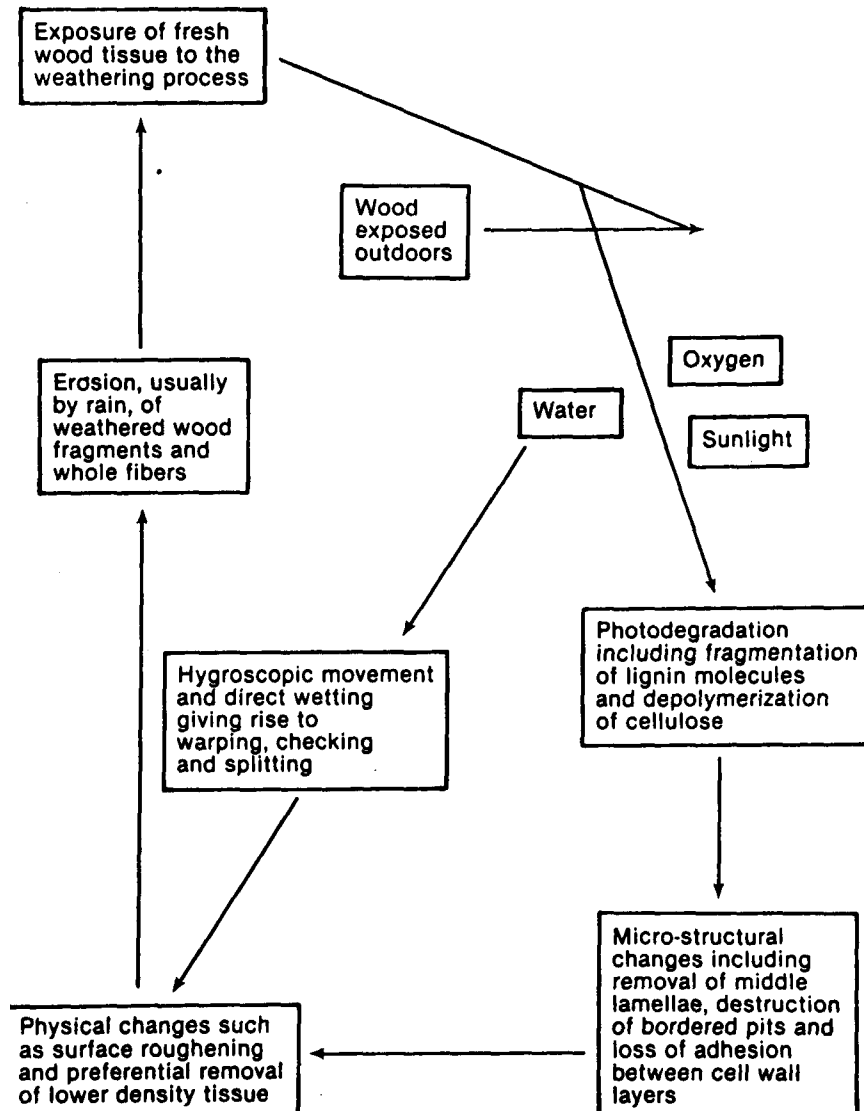 Exposure of fresh
wood tissue to the
weathering process
Wood
exposed
outdoors
Oxygen
Water
Sunlight
Erosion, usually
by rain, of
weathered wood
fragments and
whole fibers
Photodegradation
including fragmentation
of lignin molecules
and depolymerization
of cellulose
Hygroscopic movement
and direct wetting
giving rise to
warping, checking
and splitting
Micro-structural
changes including
removal of middle
lamellae, destruction
of bordered pits and
loss of adhesion
between cell wall
layers
Physical changes such
as surface roughening
and preferential removal
of lower density tissue